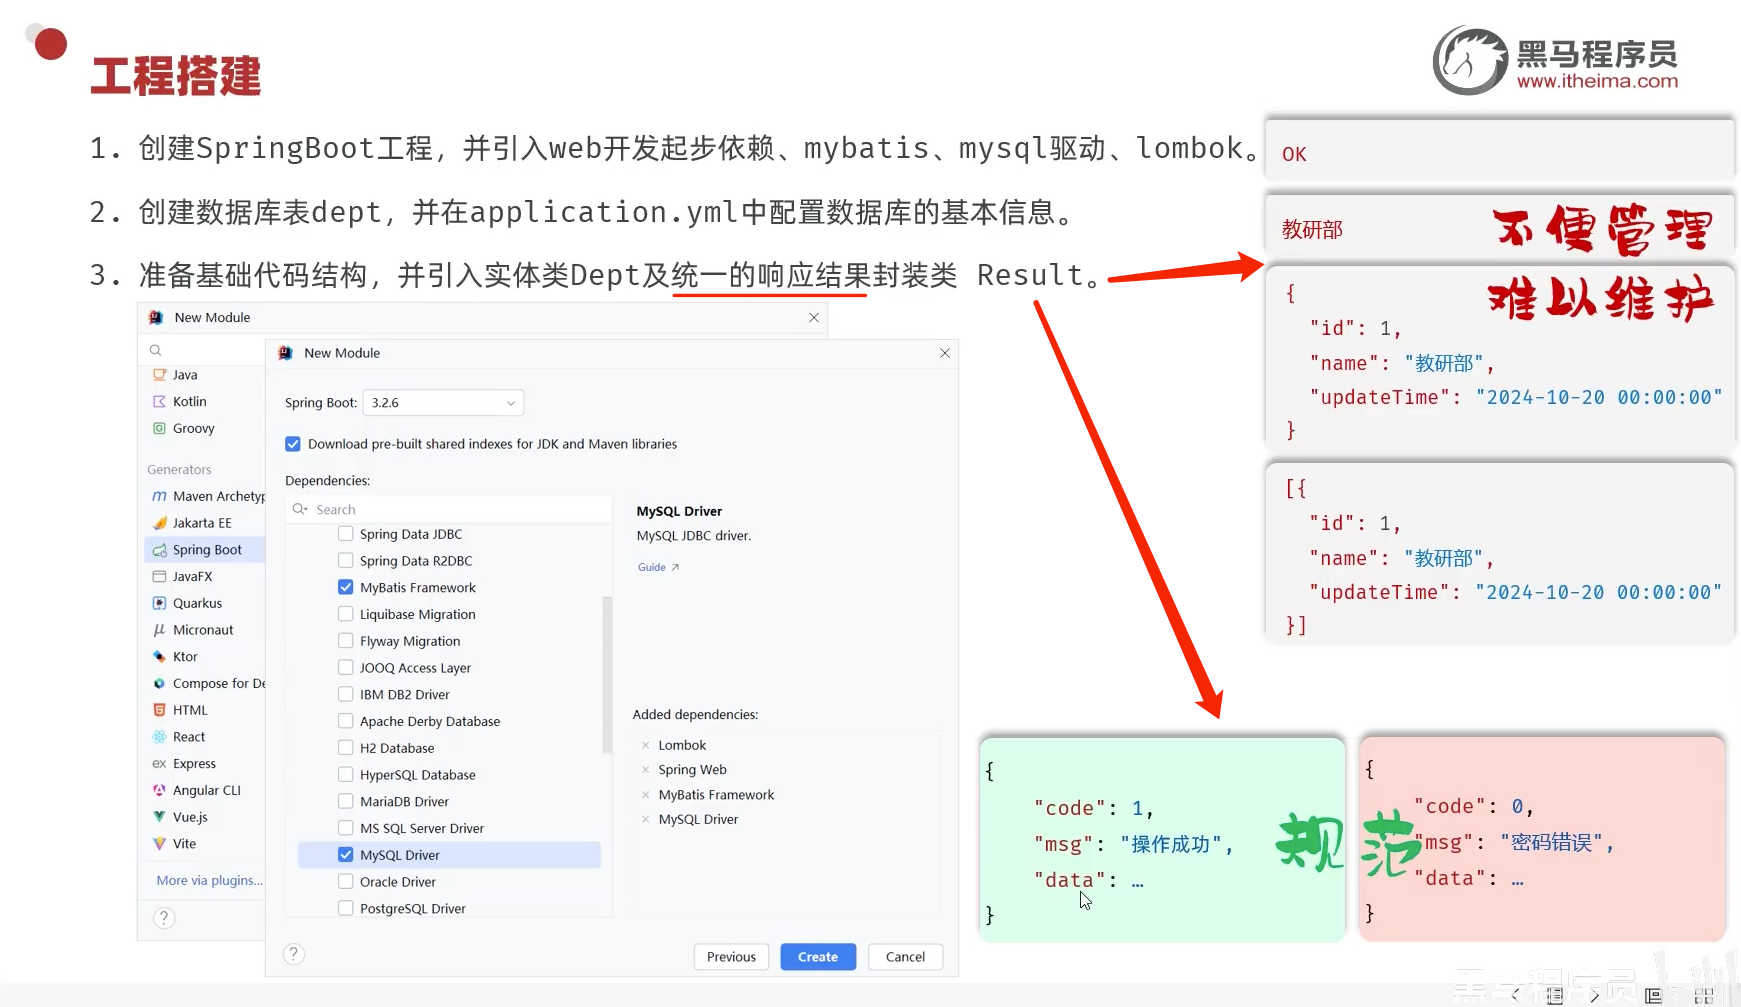 工程搭建
黑马程序员
www.itheima.com
1. 创建SpringBoot工程，并引入web开发起步依赖、mybatis、mysql驱动、lombok。
2. 创建数据库表dept，并在application.yml中配置数据库的基本信息。
3. 准备基础代码结构，并引入实体类Dept及统一的响应结果封装类 Result。
OK
教研部
不便管理
难以维护
{
"id": 1,
"name": "教研部",
"updateTime": "2024-10-20 00:00:00"
}
[{
"id": 1,
"name": "教研部",
"updateTime": "2024-10-20 00:00:00"
}]
New Module
Java
Kotlin
Groovy
Generators
Maven Archetyp
Jakarta EE
Spring Boot
JavaFX
Quarkus
Micronaut
Ktor
Compose for De
HTML
React
Express
Angular CLI
Vue.js
Vite
More via plugins...
?
New Module
Spring Boot:
3.2.6
Download pre-built shared indexes for JDK and Maven libraries
Dependencies:
Search
Spring Data JDBC
Spring Data R2DBC
MyBatis Framework
Liquibase Migration
Flyway Migration
JOOQ Access Layer
IBM DB2 Driver
Apache Derby Database
H2 Database
HyperSQL Database
MariaDB Driver
MS SQL Server Driver
MySQL Driver
Oracle Driver
PostgreSQL Driver
MySQL Driver
MySQL JDBC driver.
Guide ↗
Added dependencies:
× Lombok
× Spring Web
× MyBatis Framework
× MySQL Driver
?
Previous
Create
Cancel
{
"code": 1,
"msg": "操作成功",
"data": …
}
规范
{
"code": 0,
"msg": "密码错误",
"data": …
}
黑马程序员